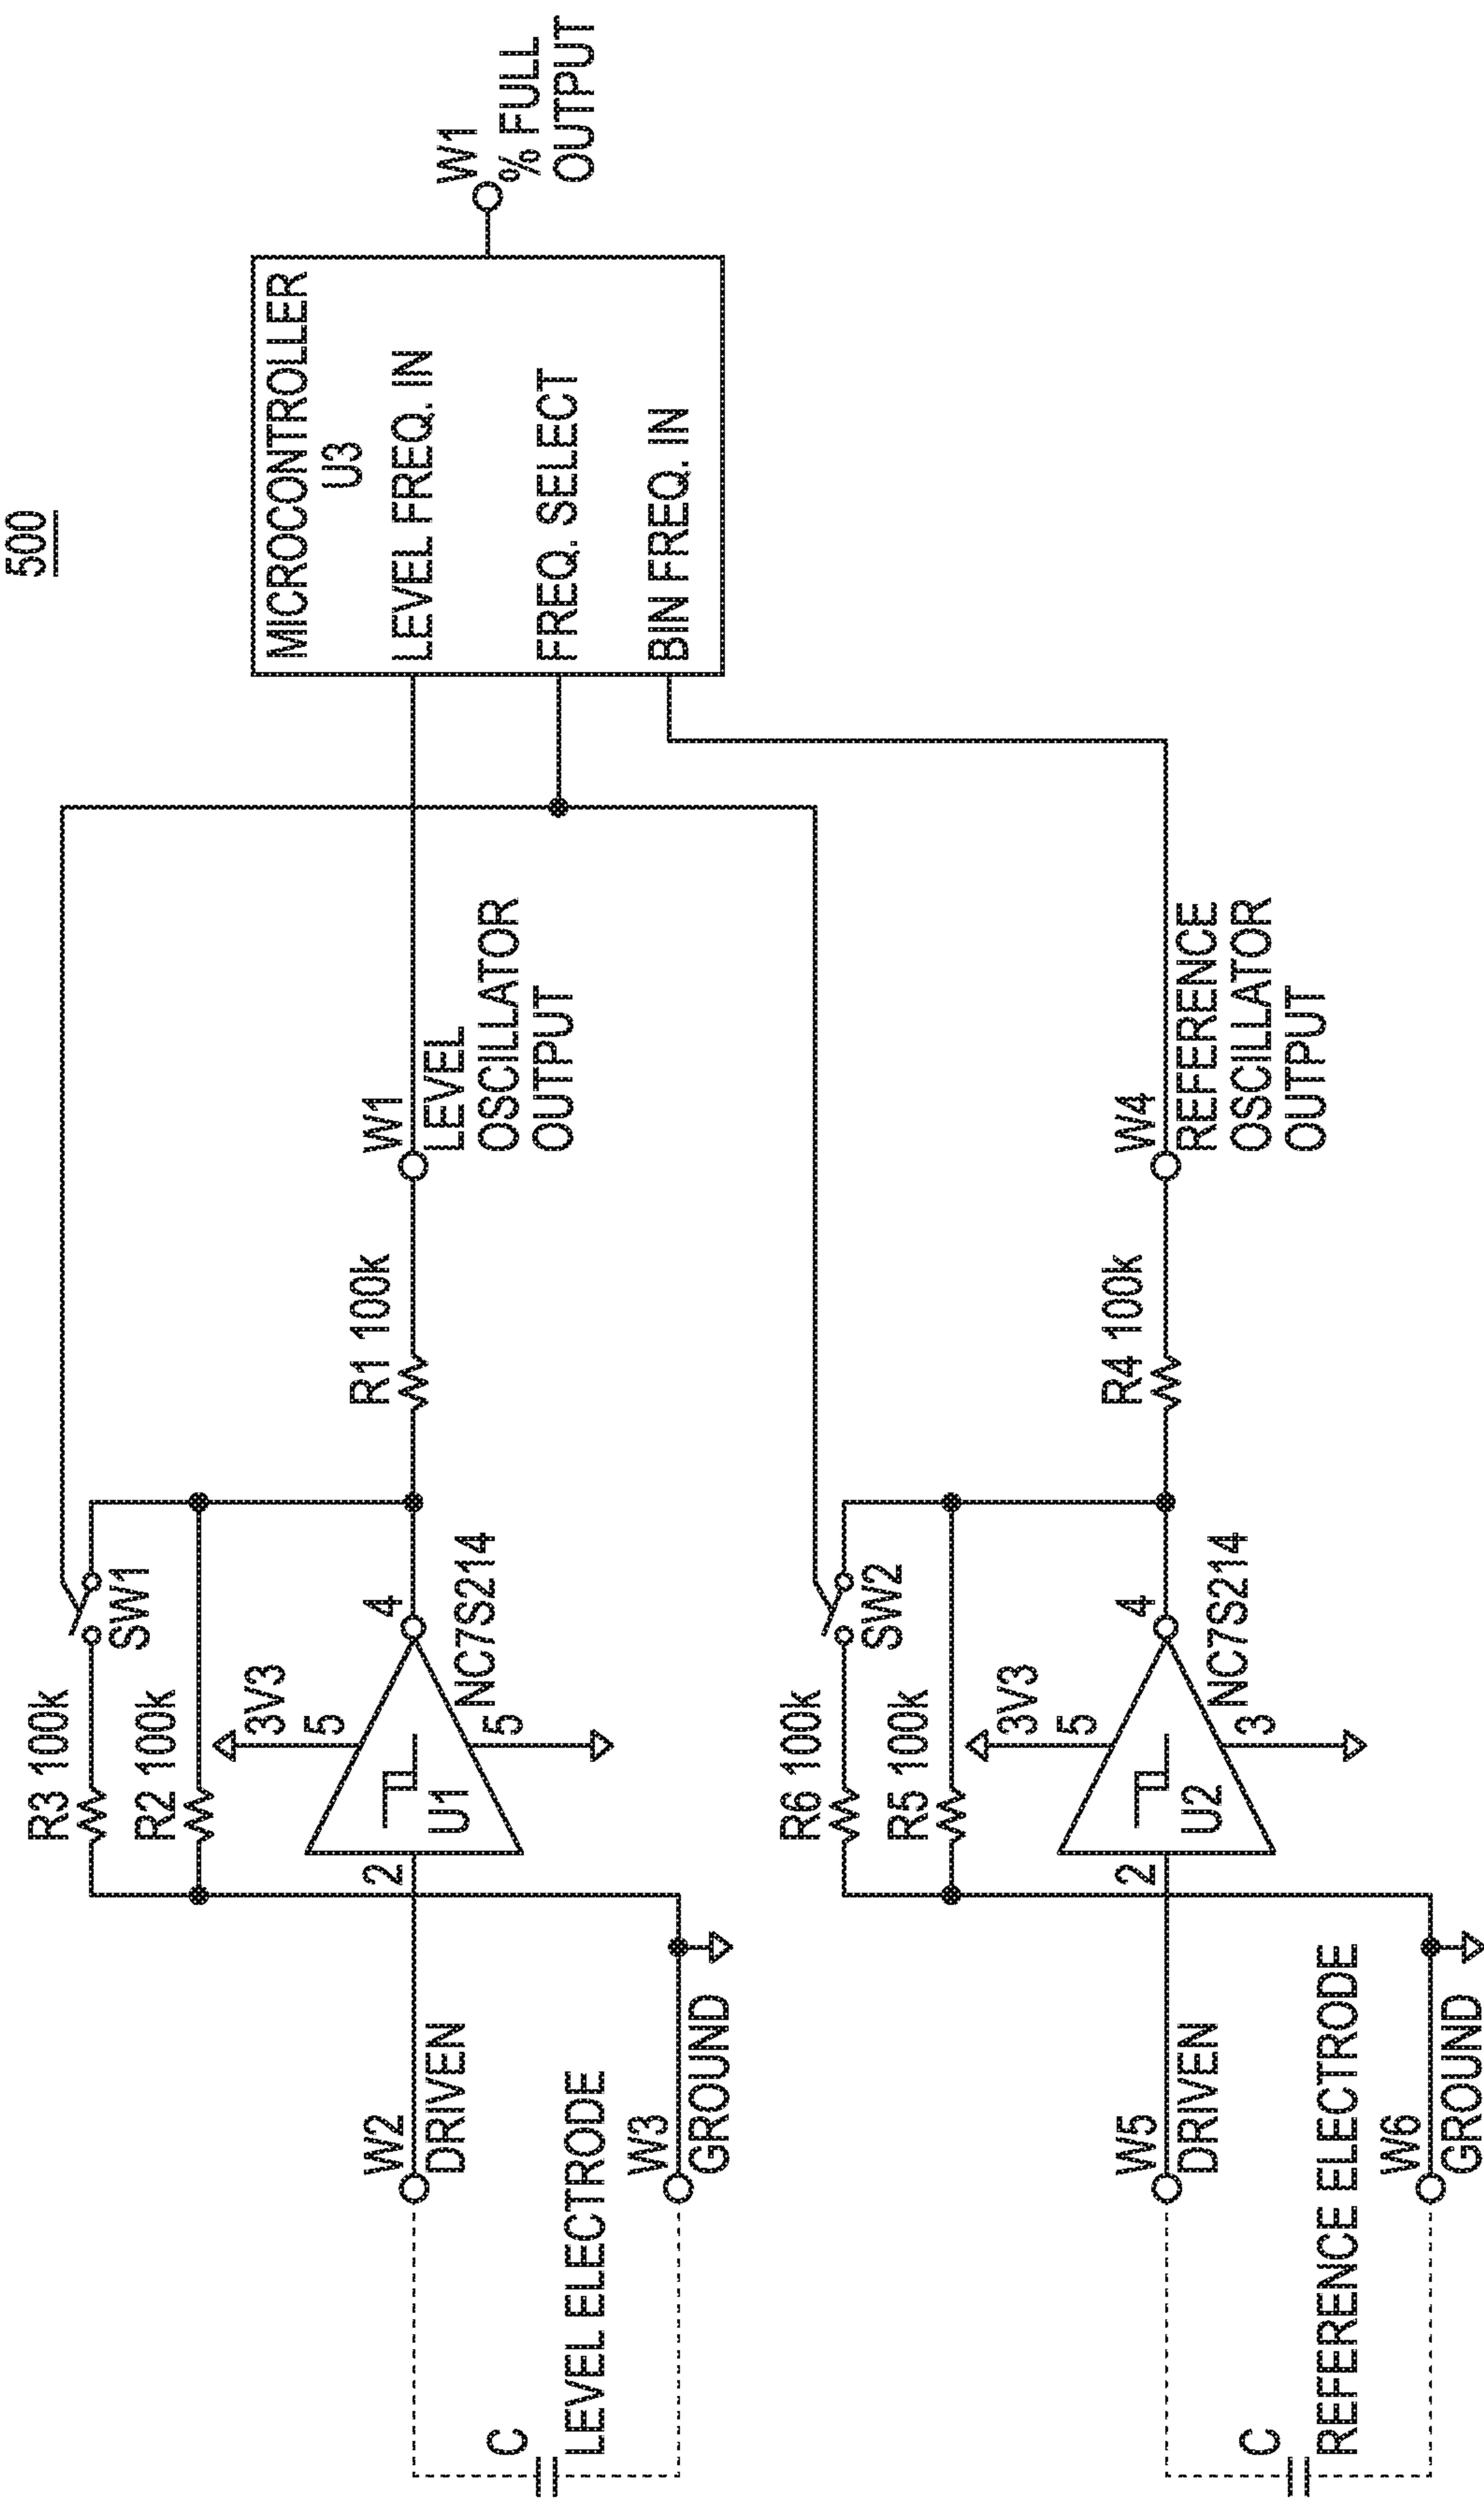 500
R3 100k
SW1
R2 100k
3V3
5
W2
DRIVEN
2
U1
4
NC7S214
5
R1 100k
W1
LEVEL
OSCILLATOR
OUTPUT
C
LEVEL ELECTRODE
W3
GROUND
MICROCONTROLLER
U3
LEVEL FREQ. IN
FREQ. SELECT
BIN FREQ. IN
W1
% FULL
OUTPUT
R6 100k
SW2
R5 100k
3V3
5
W5
DRIVEN
2
U2
4
NC7S214
3
R4 100k
W4
REFERENCE
OSCILLATOR
OUTPUT
C
REFERENCE ELECTRODE
W6
GROUND